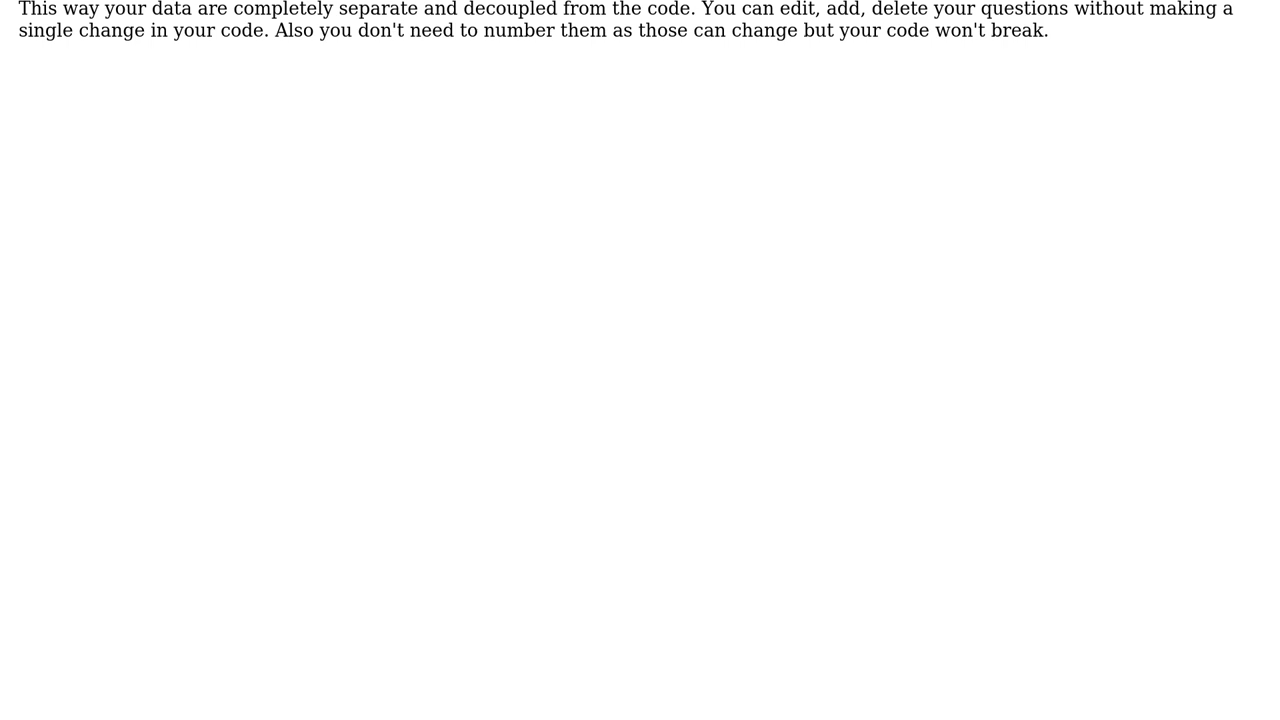 This way your data are completely separate and decoupled from the code. You can edit, add, delete your questions without making a
single change in your code. Also you don't need to number them as those can change but your code won't break.